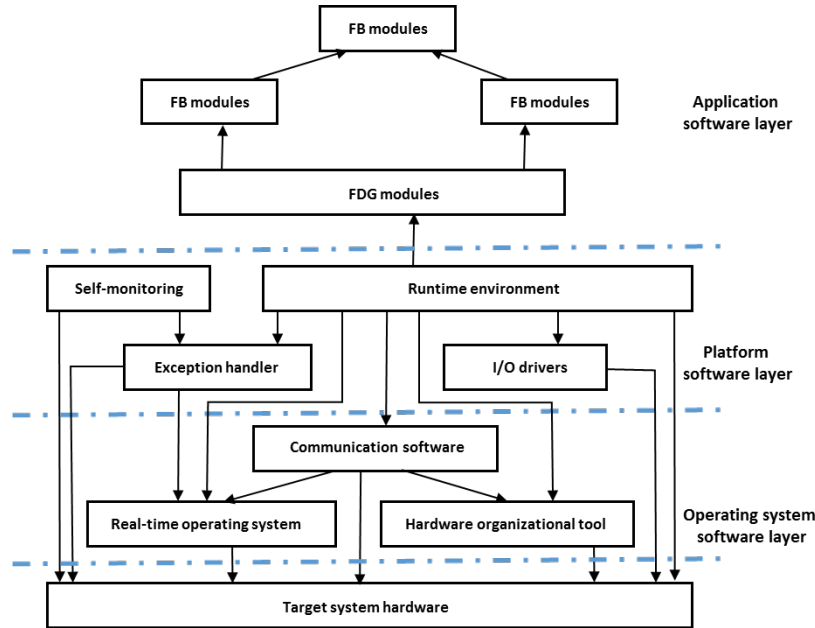 FB modules
FB modules
FB modules
Application
software layer
FDG modules
Self-monitoring
Runtime environment
Exception handler
I/O drivers
Platform
software layer
Communication software
Real-time operating system
Hardware organizational tool
Operating system
software layer
Target system hardware